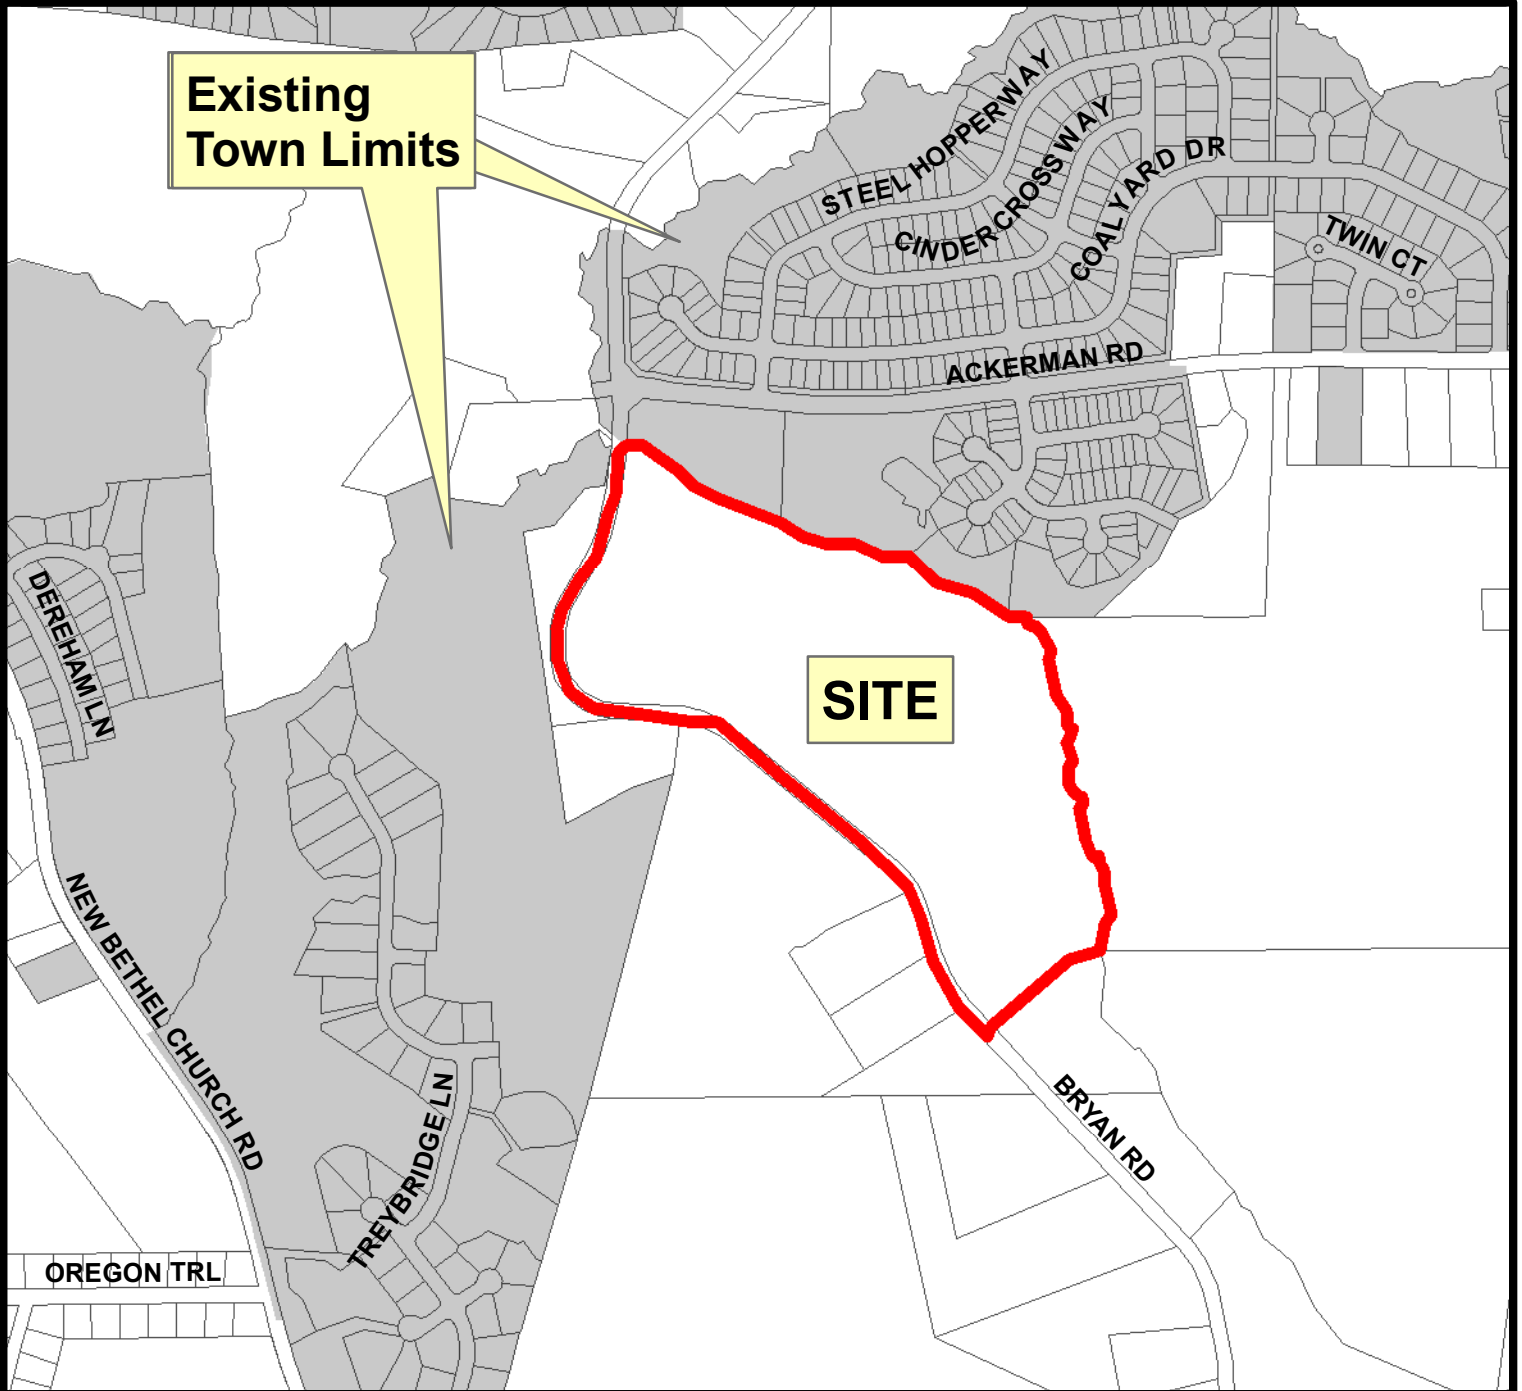 Existing
Town Limits
STEEL HOPPER WAY
CINDER CROSS WAY
COALYARD DR
TWIN CT
ACKERMAN RD
DEREHAM LN
SITE
NEW BETHEL CHURCH RD
TREYBRIDGE LN
BRYAN RD
OREGON TRL